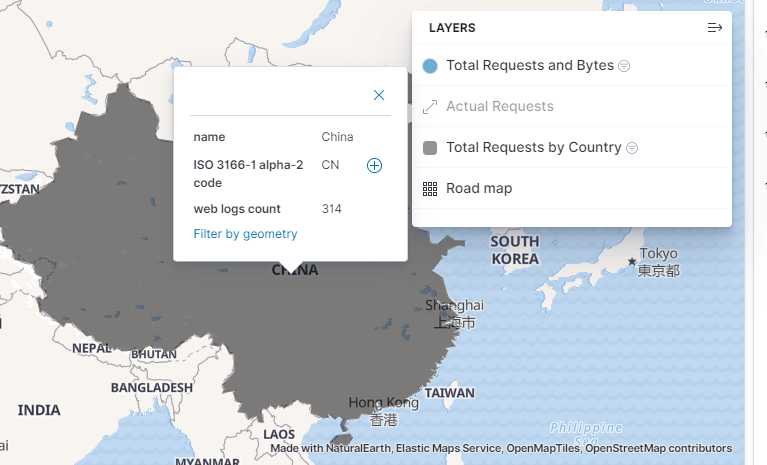 LAYERS
Total Requests and Bytes
Actual Requests
Total Requests by Country
Road map
name China
ISO 3166-1 alpha-2 CN
code
web logs count 314
Filter by geometry
CHINA
ZSTAN
SOUTH
KOREA
Tokyo
東京都
Shanghai
上海市
NEPAL
BHUTAN
BANGLADESH
TAIWAN
Hong Kong
香港
INDIA
LAOS
Philippine
Sea
ai
MYANMAR
Made with NaturalEarth, Elastic Maps Service, OpenMapTiles, OpenStreetMap contributors